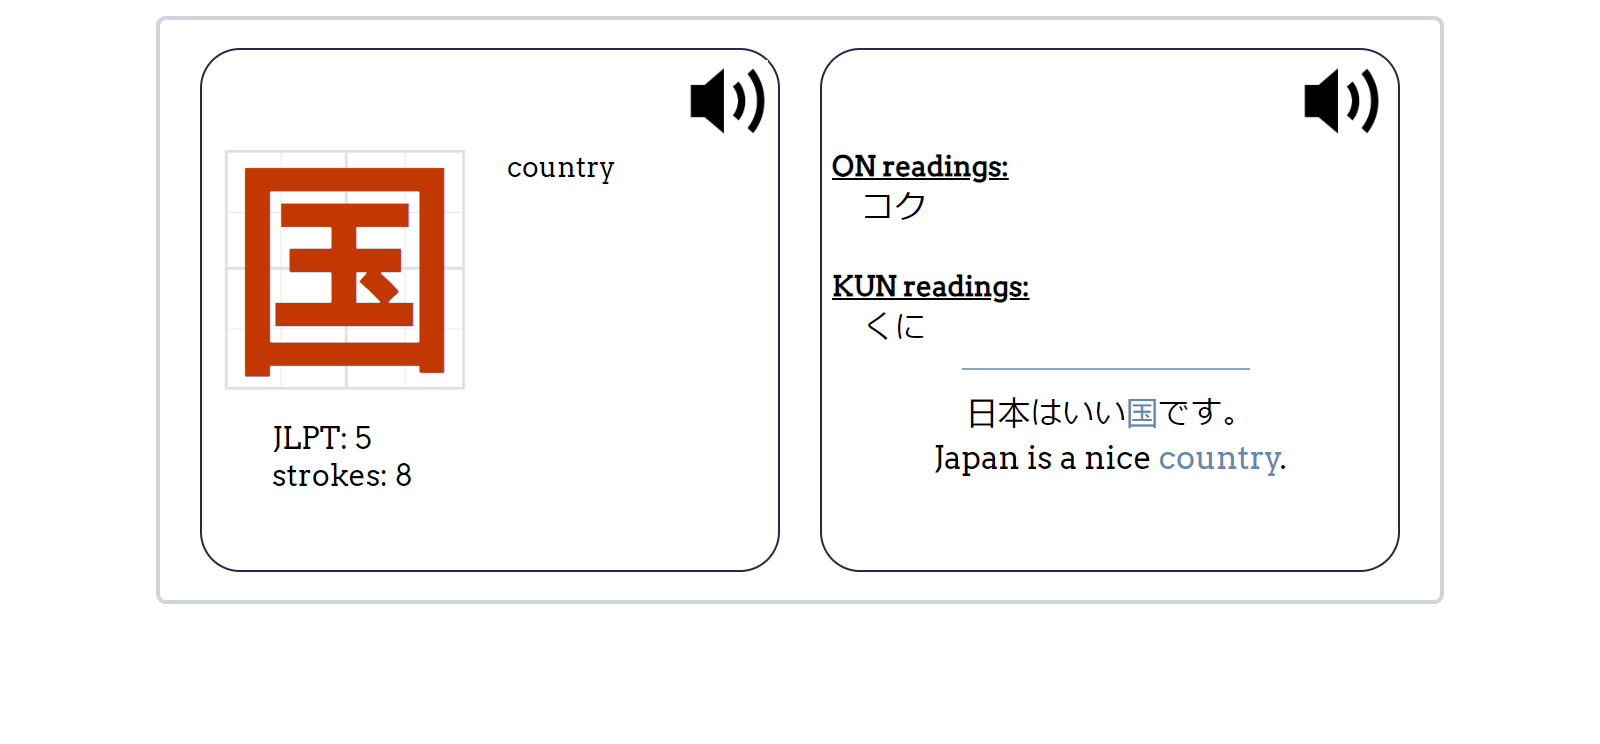 国
country
JLPT: 5
strokes: 8
ON readings:
コク
KUN readings:
くに
日本はいい国です。
Japan is a nice country.